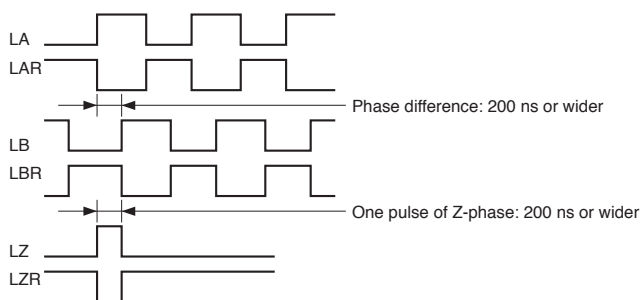 LA
LAR
Phase difference: 200 ns or wider
LB
LBR
One pulse of Z-phase: 200 ns or wider
LZ
LZR